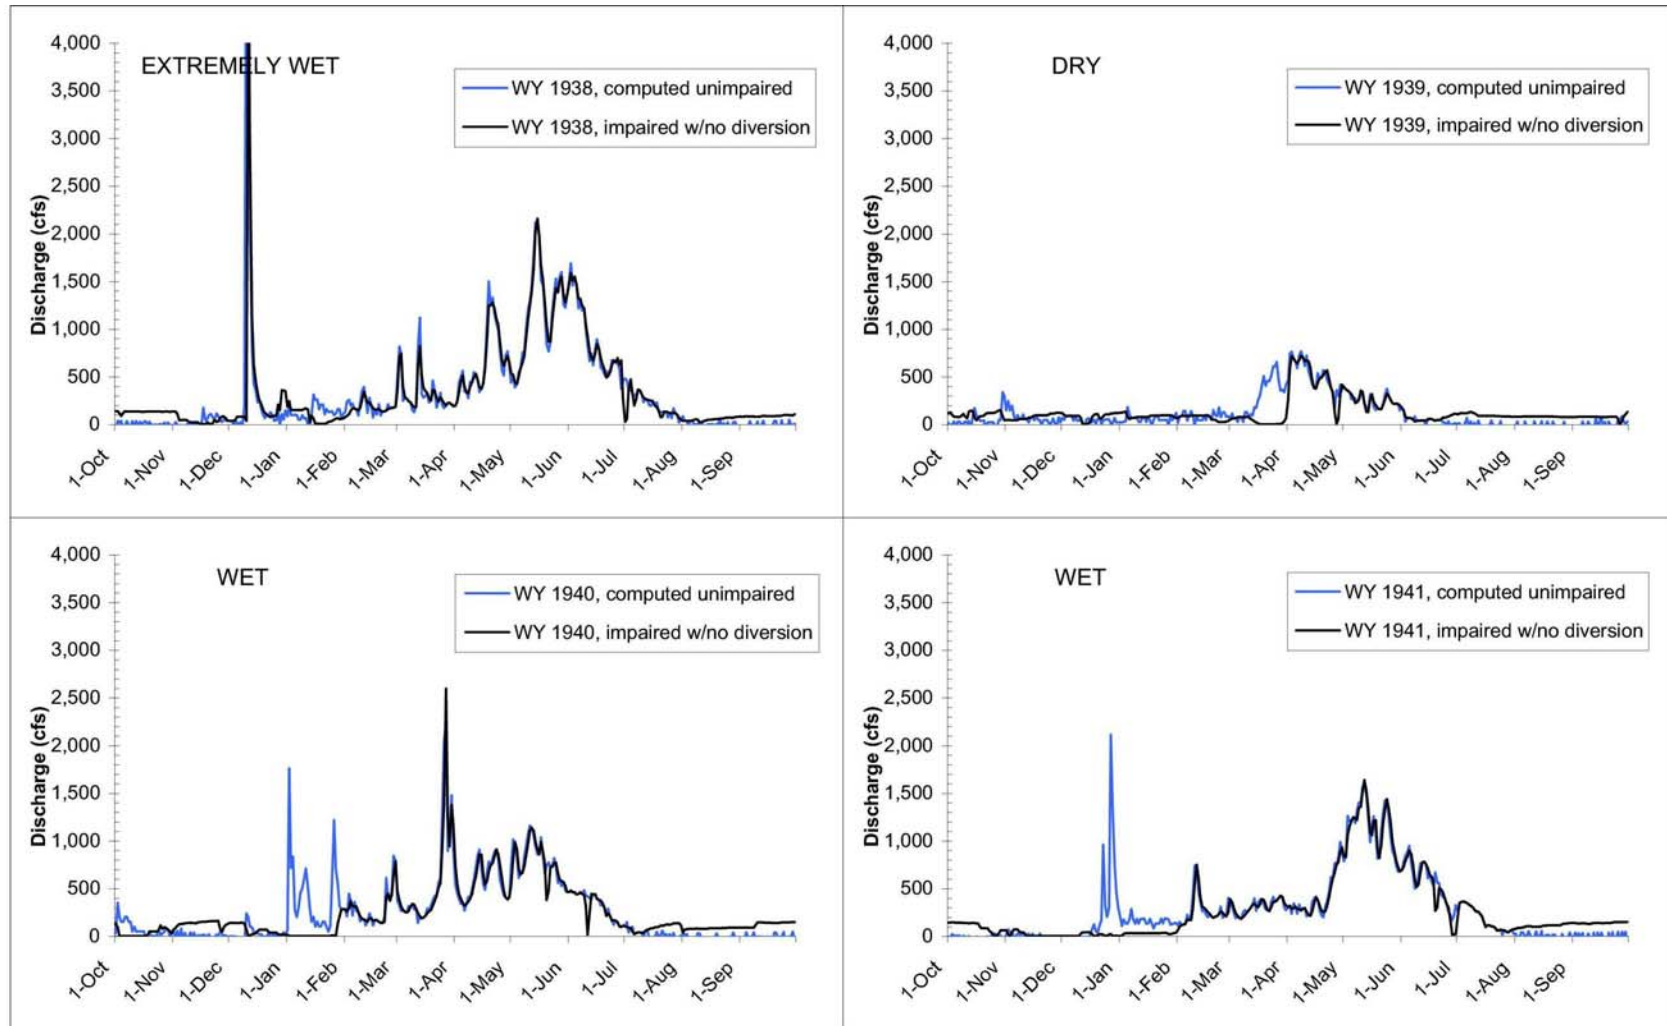 EXTREMELY WET
WY 1938, computed unimpaired
WY 1938, impaired w/no diversion
Discharge (cfs)
4,000
3,500
3,000
2,500
2,000
1,500
1,000
500
0
1-Oct
1-Nov
1-Dec
1-Jan
1-Feb
1-Mar
1-Apr
1-May
1-Jun
1-Jul
1-Aug
1-Sep
DRY
WY 1939, computed unimpaired
WY 1939, impaired w/no diversion
Discharge (cfs)
4,000
3,500
3,000
2,500
2,000
1,500
1,000
500
0
1-Oct
1-Nov
1-Dec
1-Jan
1-Feb
1-Mar
1-Apr
1-May
1-Jun
1-Jul
1-Aug
1-Sep
WET
WY 1940, computed unimpaired
WY 1940, impaired w/no diversion
Discharge (cfs)
4,000
3,500
3,000
2,500
2,000
1,500
1,000
500
0
1-Oct
1-Nov
1-Dec
1-Jan
1-Feb
1-Mar
1-Apr
1-May
1-Jun
1-Jul
1-Aug
1-Sep
WET
WY 1941, computed unimpaired
WY 1941, impaired w/no diversion
Discharge (cfs)
4,000
3,500
3,000
2,500
2,000
1,500
1,000
500
0
1-Oct
1-Nov
1-Dec
1-Jan
1-Feb
1-Mar
1-Apr
1-May
1-Jun
1-Jul
1-Aug
1-Sep